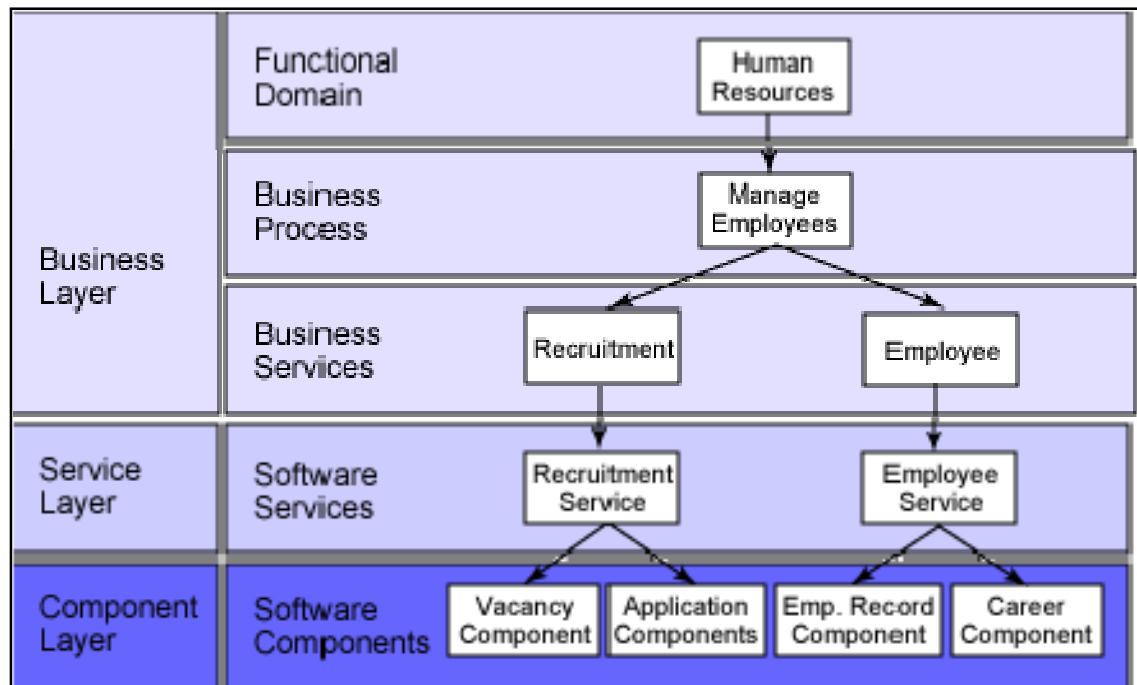 Functional
Domain
Human
Resources
Business
Layer
Business
Process
Manage
Employees
Business
Services
Recruitment
Employee
Service
Layer
Software
Services
Recruitment
Service
Employee
Service
Component
Layer
Software
Components
Vacancy
Component
Application
Components
Emp. Record
Component
Career
Component